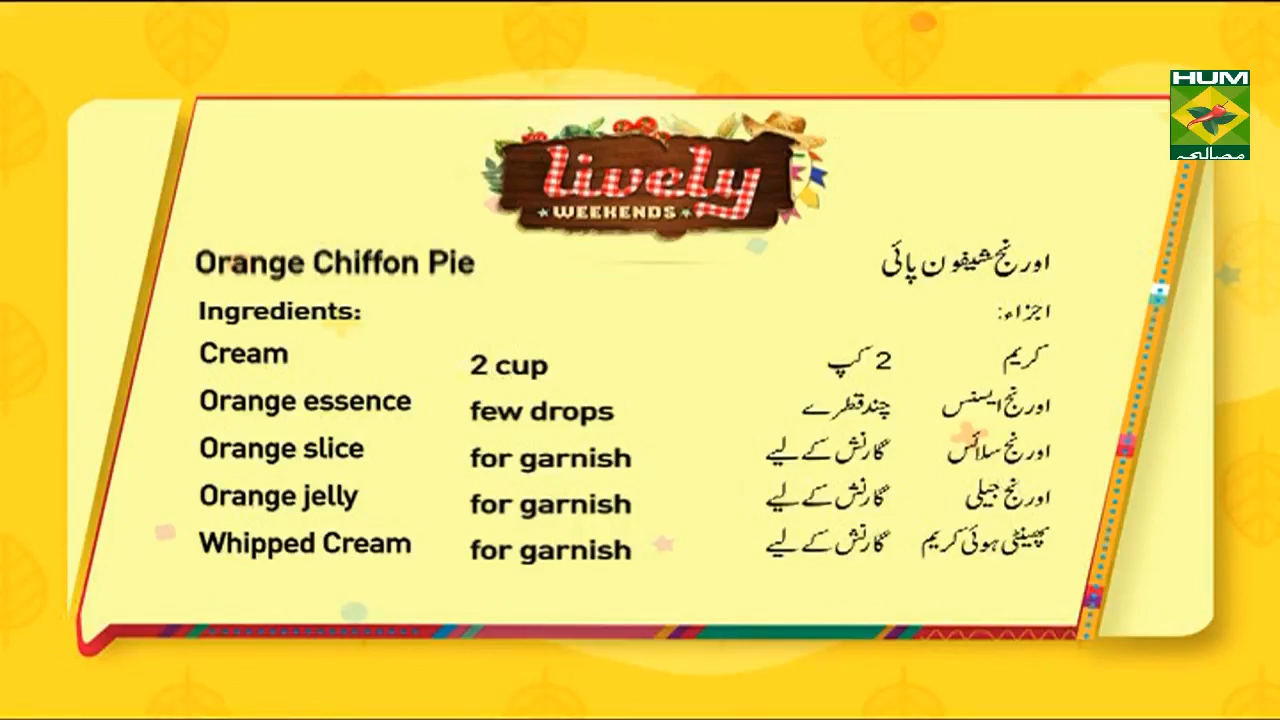 HUM
مصالحہ
lively
WEEKENDS
Orange Chiffon Pie اورنج شیفون پائی
Ingredients: اجزاء:
Cream 2 cup 2 کپ کریم
Orange essence few drops چند قطرے اورنج ایسنس
Orange slice for garnish گارنش کے لیے اورنج سلائس
Orange jelly for garnish گارنش کے لیے اورنج جیلی
Whipped Cream for garnish گارنش کے لیے پھینٹی ہوئی کریم